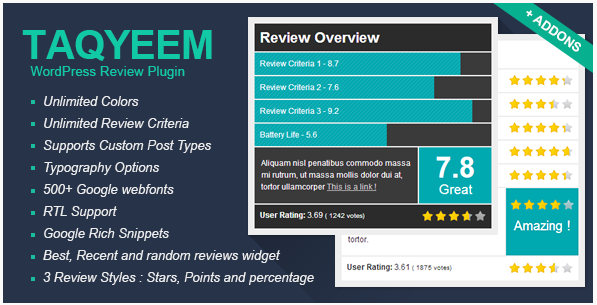 TAQYEEM
WordPress Review Plugin
Unlimited Colors
Unlimited Review Criteria
Supports Custom Post Types
Typography Options
500+ Google webfonts
RTL Support
Google Rich Snippets
Best, Recent and random reviews widget
3 Review Styles : Stars, Points and percentage
Review Overview
Review Criteria 1 - 8.7
Review Criteria 2 - 7.6
Review Criteria 3 - 9.2
Battery Life - 5.6
Aliquam nisl penatibus commodo massa
mi rutrum, ut massa mollis dolor dui at,
tortor ullamcorper This is a link !
7.8
Great
User Rating: 3.69 ( 1242 votes)
+ ADDONS
Amazing !
tortor.
User Rating: 3.61 ( 1875 votes)